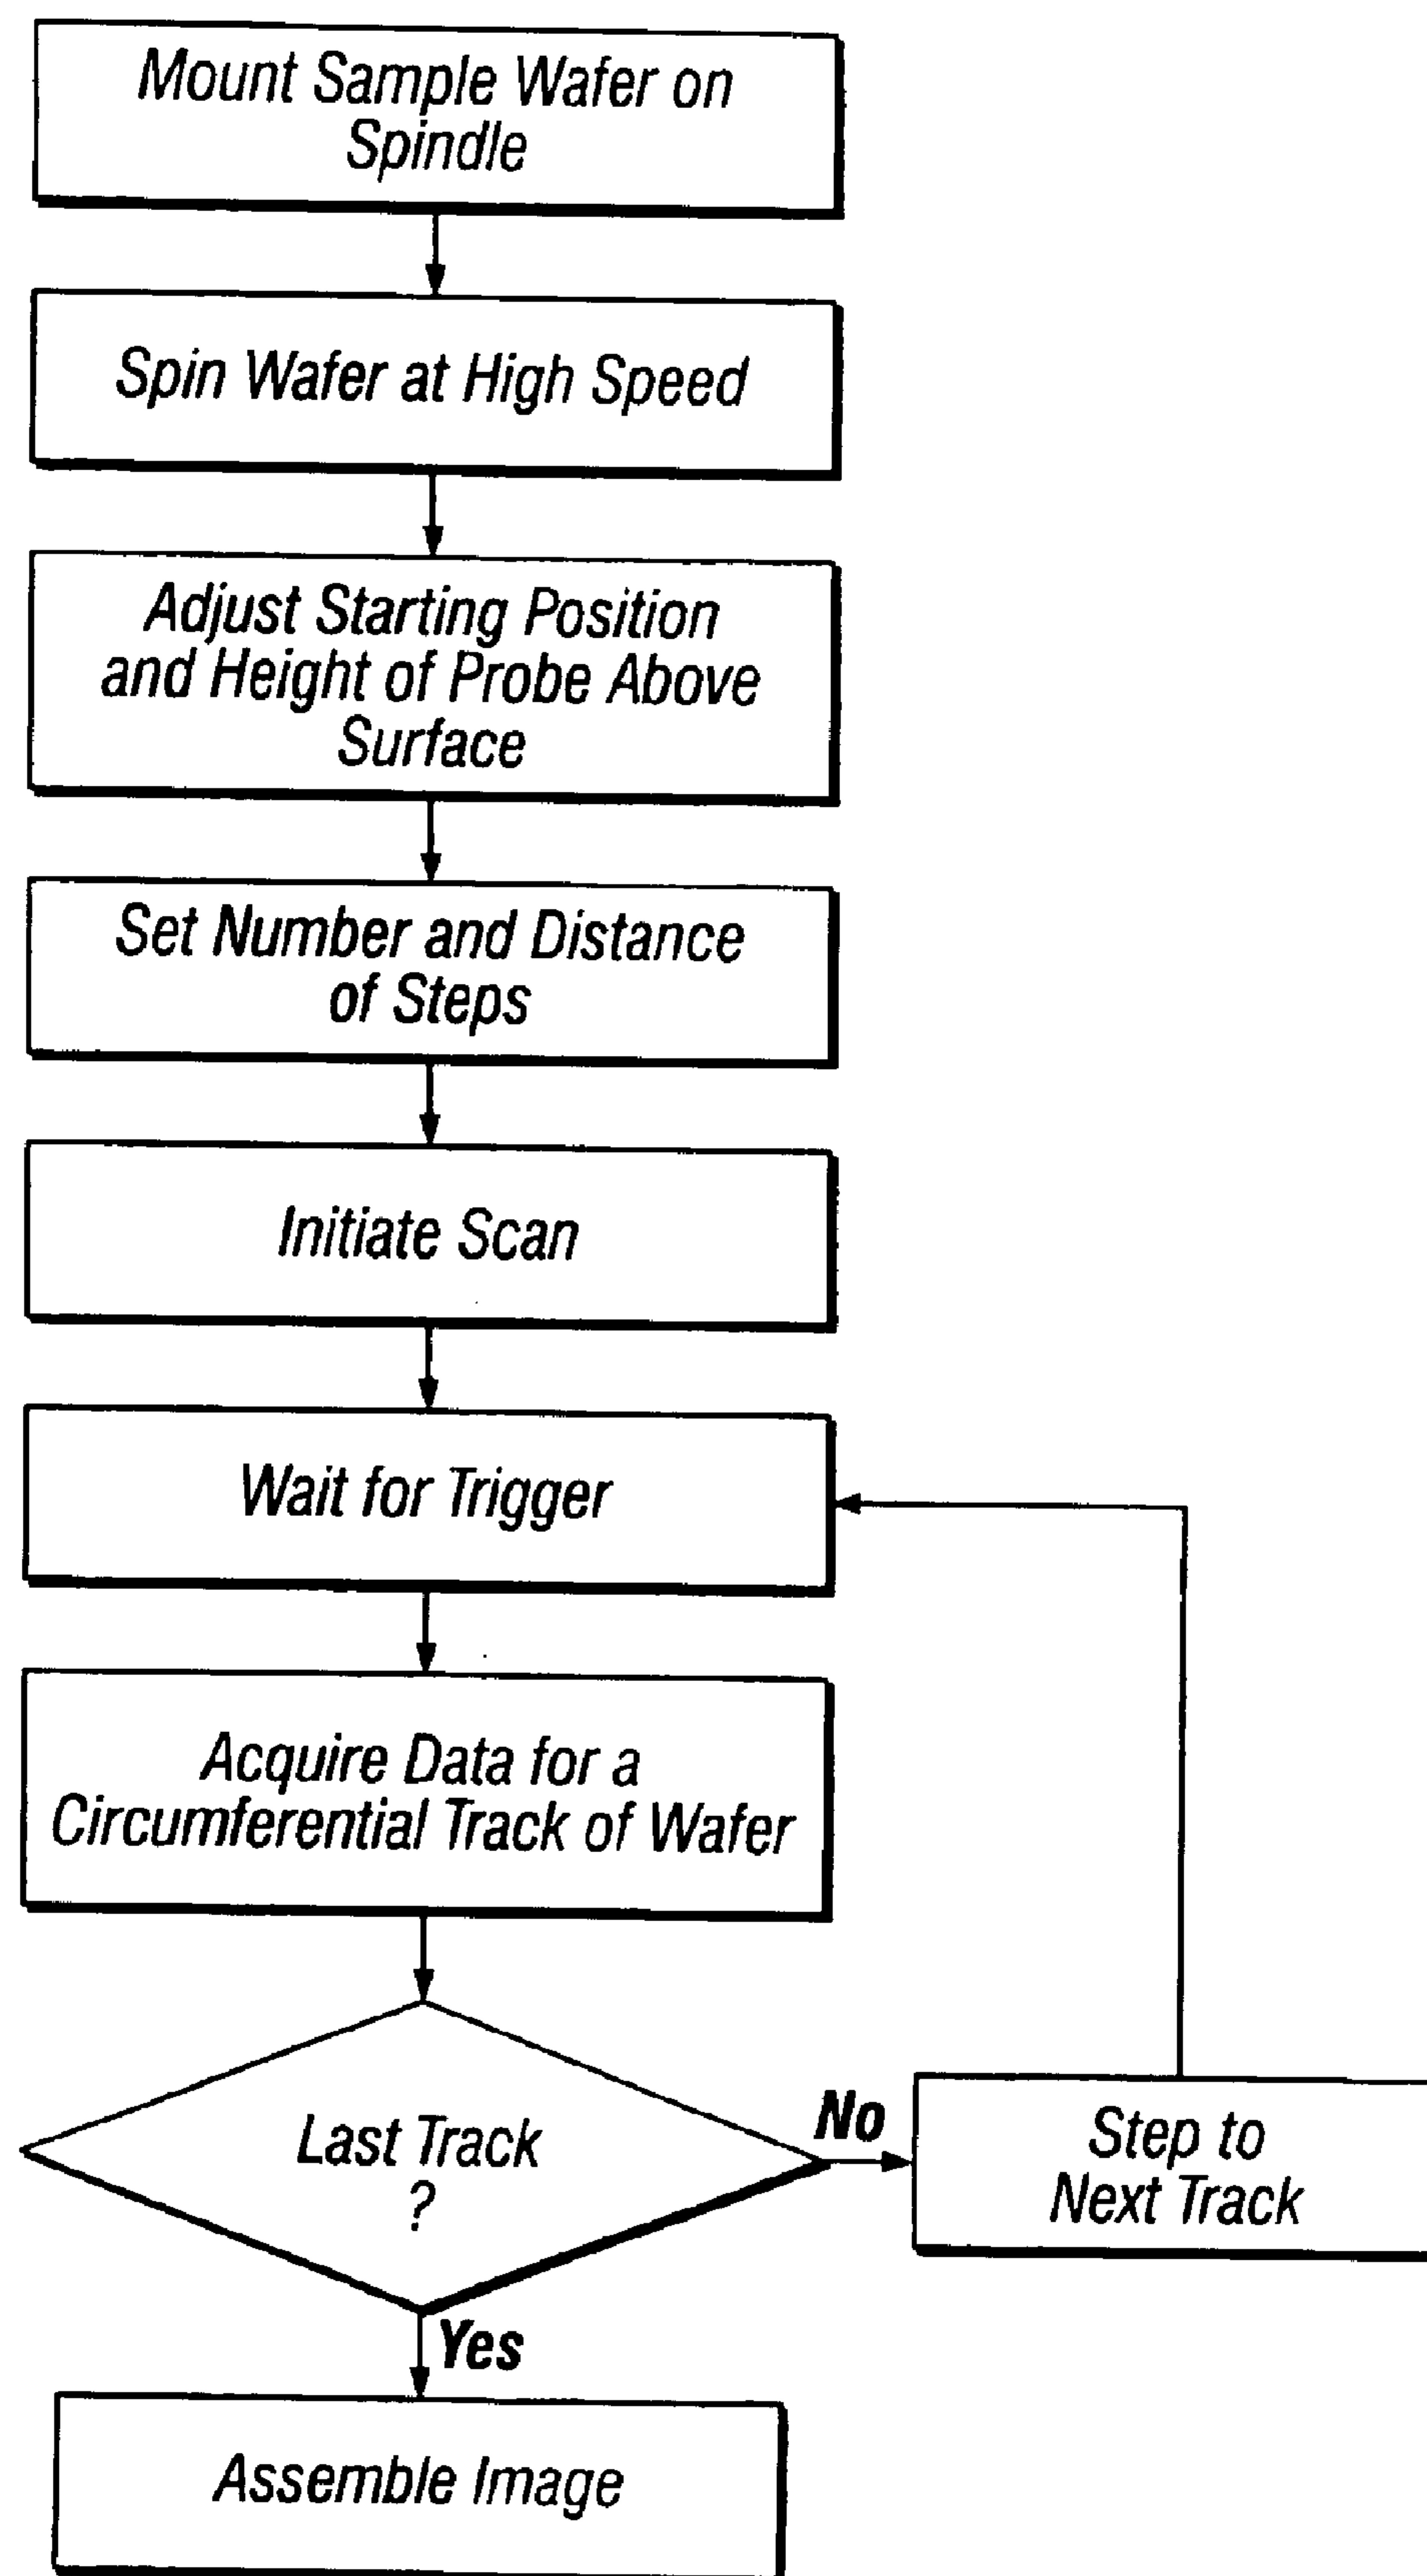 Mount Sample Wafer on
Spindle
Spin Wafer at High Speed
Adjust Starting Position
and Height of Probe Above
Surface
Set Number and Distance
of Steps
Initiate Scan
Wait for Trigger
Acquire Data for a
Circumferential Track of Wafer
Last Track
?
No
Step to
Next Track
Yes
Assemble Image